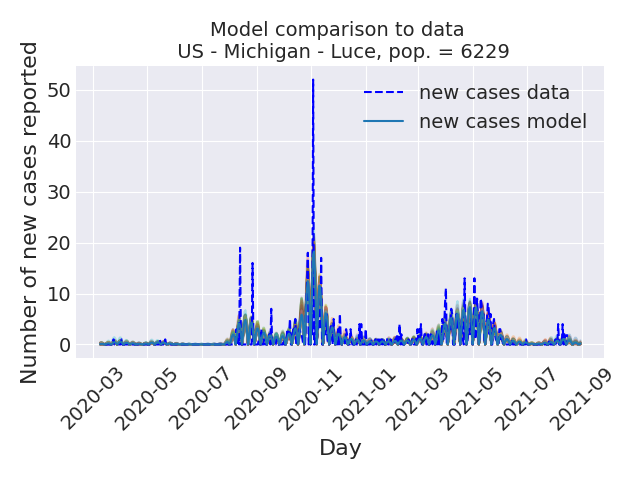 Model comparison to data
US - Michigan - Luce, pop. = 6229
new cases data
new cases model
Number of new cases reported
50
40
30
20
10
0
2020-03
2020-05
2020-07
2020-09
2020-11
2021-01
2021-03
2021-05
2021-07
2021-09
Day